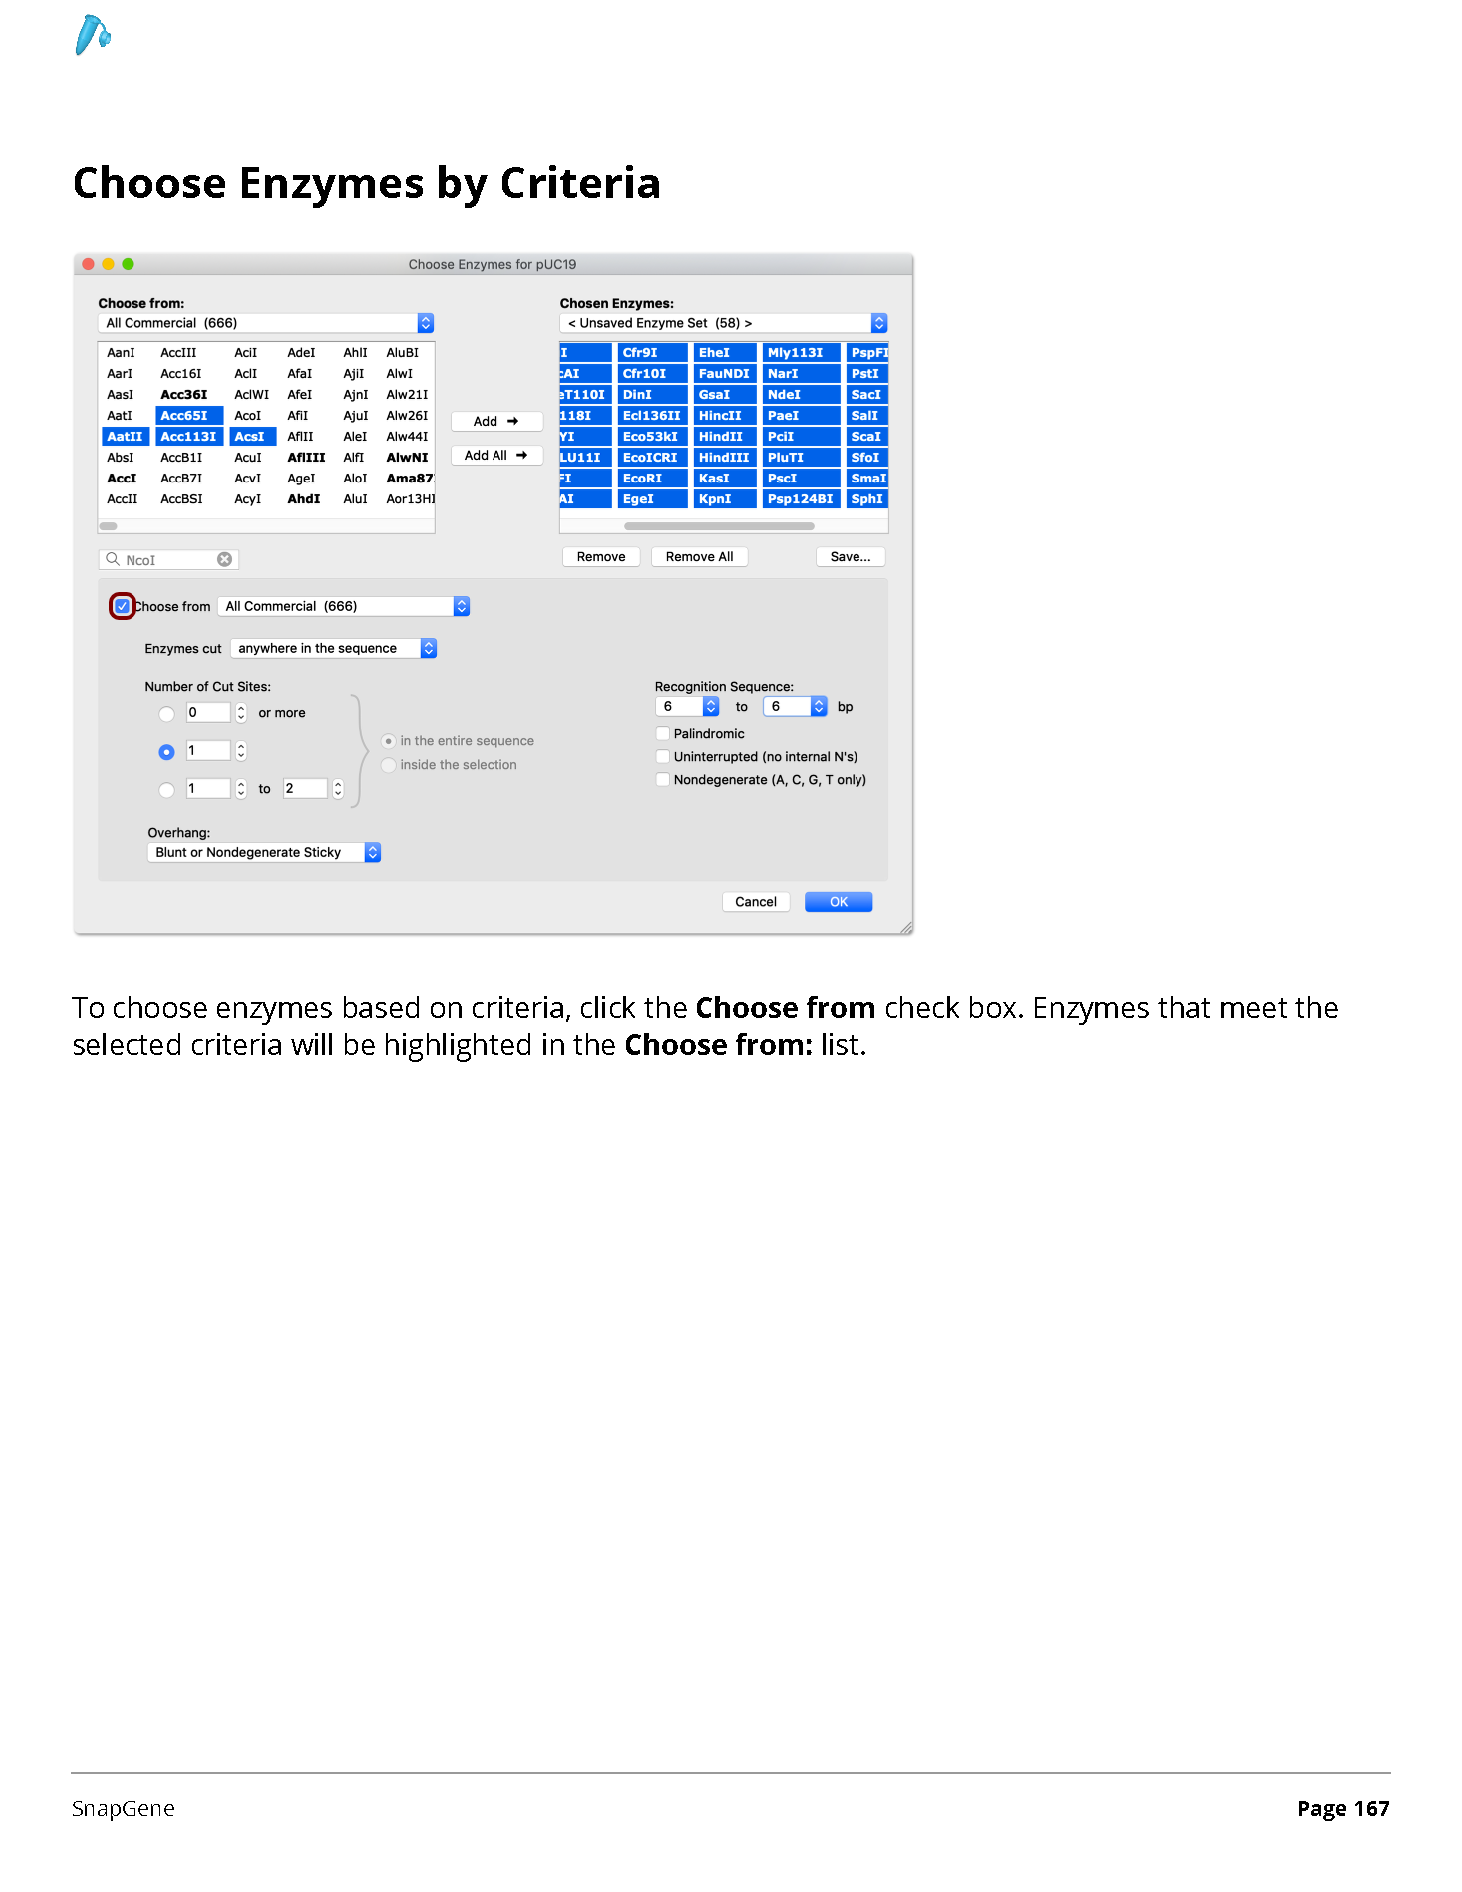 Choose Enzymes by Criteria
Choose Enzymes for pUC19
Choose from:
All Commercial (666)
AanI AccIII AciI AdeI AhlI AluBI
AarI Acc16I AclI AfaI AjiI AlwI
AasI Acc36I AclWI AfeI AjnI Alw21I
AatI Acc65I AcoI AfiI AjuI Alw26I
AatII Acc113I AcsI AflII AleI Alw44I
AbsI AccB1I AcuI AflIII AlfI AlwNI
AccI AccB7I AcvI AgeI AloI Ama87
AccII AccBSI AcyI AhdI AluI Aor13HI
NcoI
Add →
Add All →
Chosen Enzymes:
< Unsaved Enzyme Set (58) >
I Cfr9I EheI Mly113I PspFI
cAI Cfr10I FauNDI NarI PstI
eT110I DinI GsaI NdeI SacI
118I Ecl136II HincII PaeI SalI
YI Eco53kI HindII PciI ScaI
LU11I EcoICRI HindIII PluTI SfoI
FI EcoRI KasI PscI SmaI
AI EgeI KpnI Psp124BI SphI
Remove Remove All Save...
Choose from All Commercial (666)
Enzymes cut anywhere in the sequence
Number of Cut Sites:
0 or more
1
1 to 2
in the entire sequence
inside the selection
Recognition Sequence:
6 to 6 bp
Palindromic
Uninterrupted (no internal N's)
Nondegenerate (A, C, G, T only)
Overhang:
Blunt or Nondegenerate Sticky
Cancel OK
To choose enzymes based on criteria, click the Choose from check box. Enzymes that meet the
selected criteria will be highlighted in the Choose from: list.
SnapGene Page 167